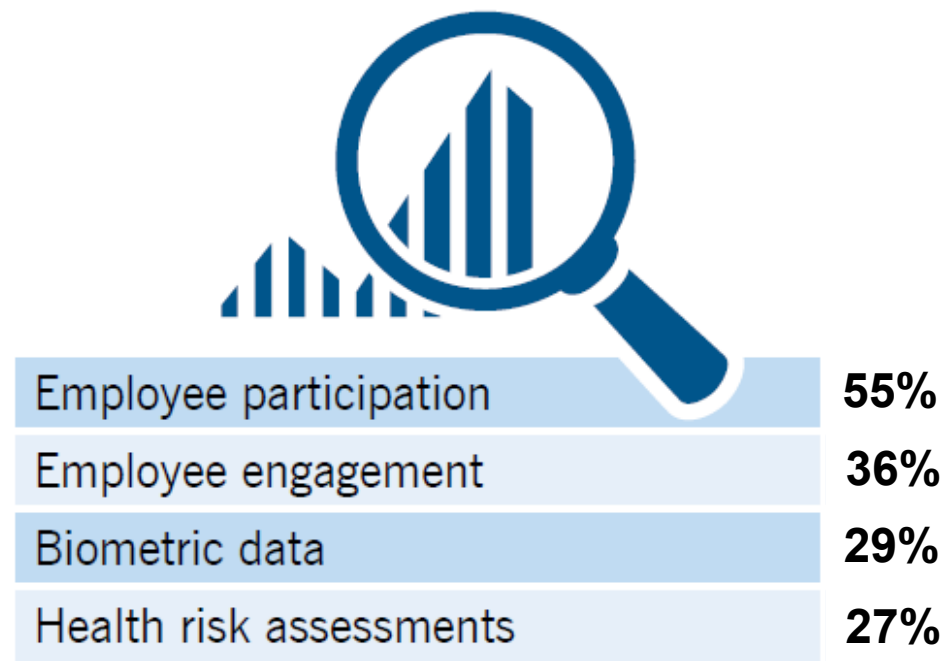 Employee participation 55%
Employee engagement 36%
Biometric data 29%
Health risk assessments 27%